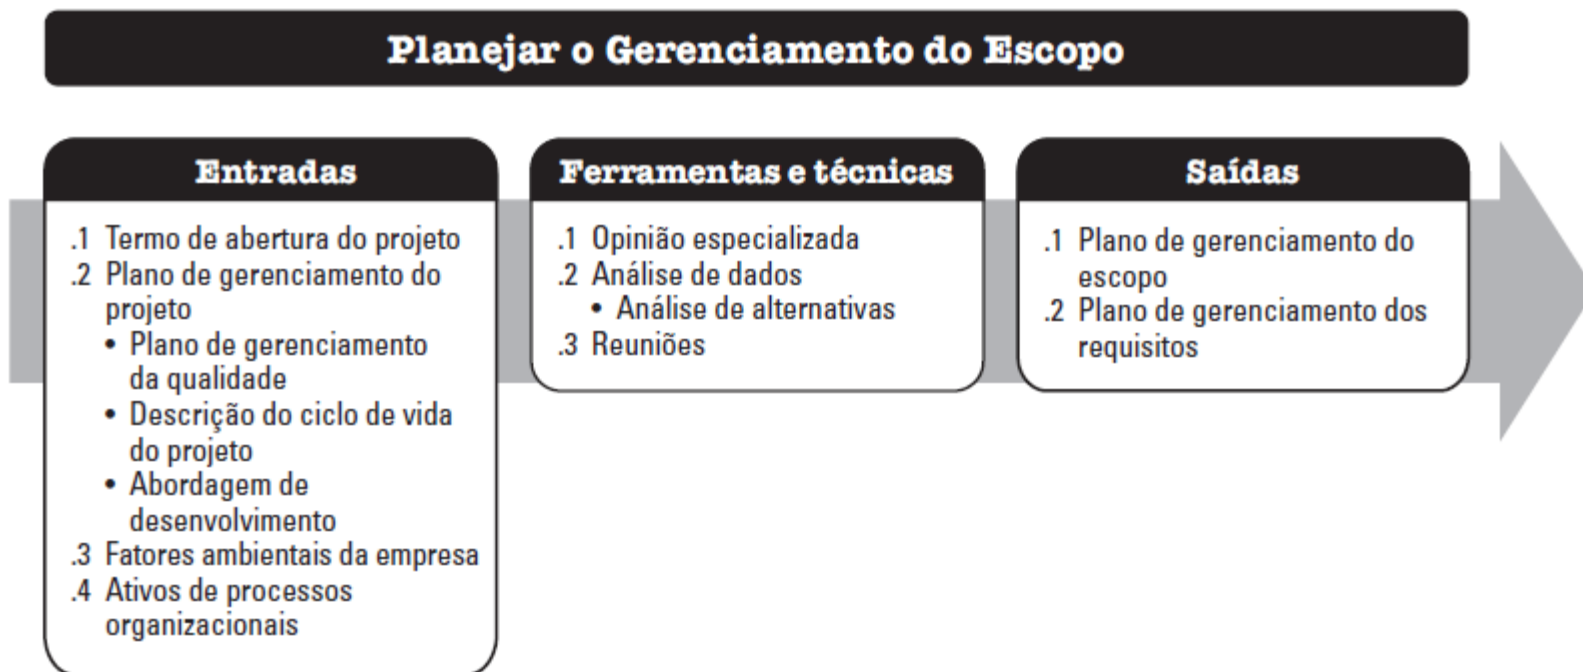 Planejar o Gerenciamento do Escopo
Entradas
.1 Termo de abertura do projeto
.2 Plano de gerenciamento do
projeto
• Plano de gerenciamento
da qualidade
• Descrição do ciclo de vida
do projeto
• Abordagem de
desenvolvimento
.3 Fatores ambientais da empresa
.4 Ativos de processos
organizacionais
Ferramentas e técnicas
.1 Opinião especializada
.2 Análise de dados
• Análise de alternativas
.3 Reuniões
Saídas
.1 Plano de gerenciamento do
escopo
.2 Plano de gerenciamento dos
requisitos